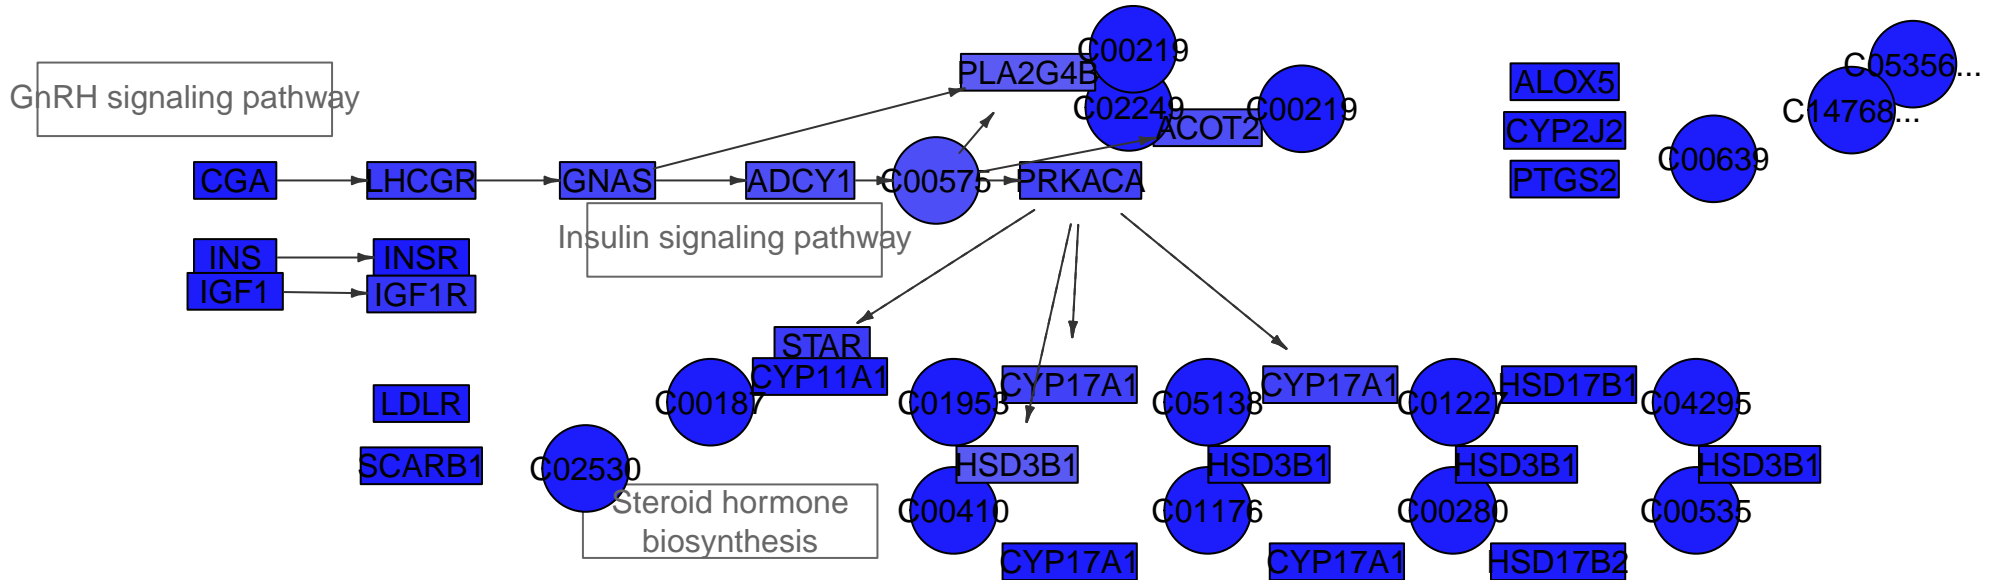 GnRH signaling pathway
PLA2G4B
C00219
C02249
ACOT2
C00219
ALOX5
CYP2J2
PTGS2
C00639
C05356...
C14768...
CGA
LHCGR
GNAS
ADCY1
C00575
PRKACA
Insulin signaling pathway
INS
INSR
IGF1
IGF1R
STAR
CYP11A1
C00187
C01953
CYP17A1
C05138
CYP17A1
C01227
HSD17B1
C04295
LDLR
SCARB1
C02530
HSD3B1
HSD3B1
HSD3B1
HSD3B1
Steroid hormone
biosynthesis
C00410
C01176
C00280
C00535
CYP17A1
CYP17A1
HSD17B2